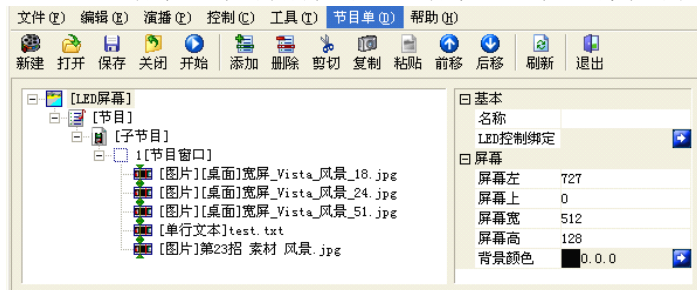 文件(F) 编辑(E) 演播(P) 控制(C) 工具(T) 节目单(D) 帮助(H)
新建 打开 保存 关闭 开始 添加 删除 剪切 复制 粘贴 前移 后移 刷新 退出
[LED屏幕]
[节目]
[子节目]
1[节目窗口]
[图片][桌面]宽屏_Vista_风景_18.jpg
[图片][桌面]宽屏_Vista_风景_24.jpg
[图片][桌面]宽屏_Vista_风景_51.jpg
[单行文本]test.txt
[图片]第23招 素材 风景.jpg
基本
名称
LED控制绑定
屏幕
屏幕左 727
屏幕上 0
屏幕宽 512
屏幕高 128
背景颜色 0.0.0